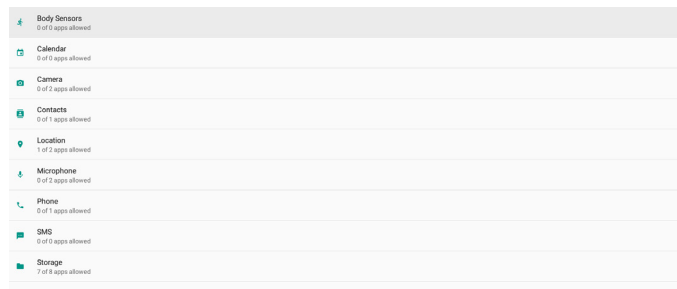 Body Sensors
0 of 0 apps allowed
Calendar
0 of 0 apps allowed
Camera
0 of 2 apps allowed
Contacts
0 of 1 apps allowed
Location
1 of 2 apps allowed
Microphone
0 of 2 apps allowed
Phone
0 of 1 apps allowed
SMS
0 of 0 apps allowed
Storage
7 of 8 apps allowed